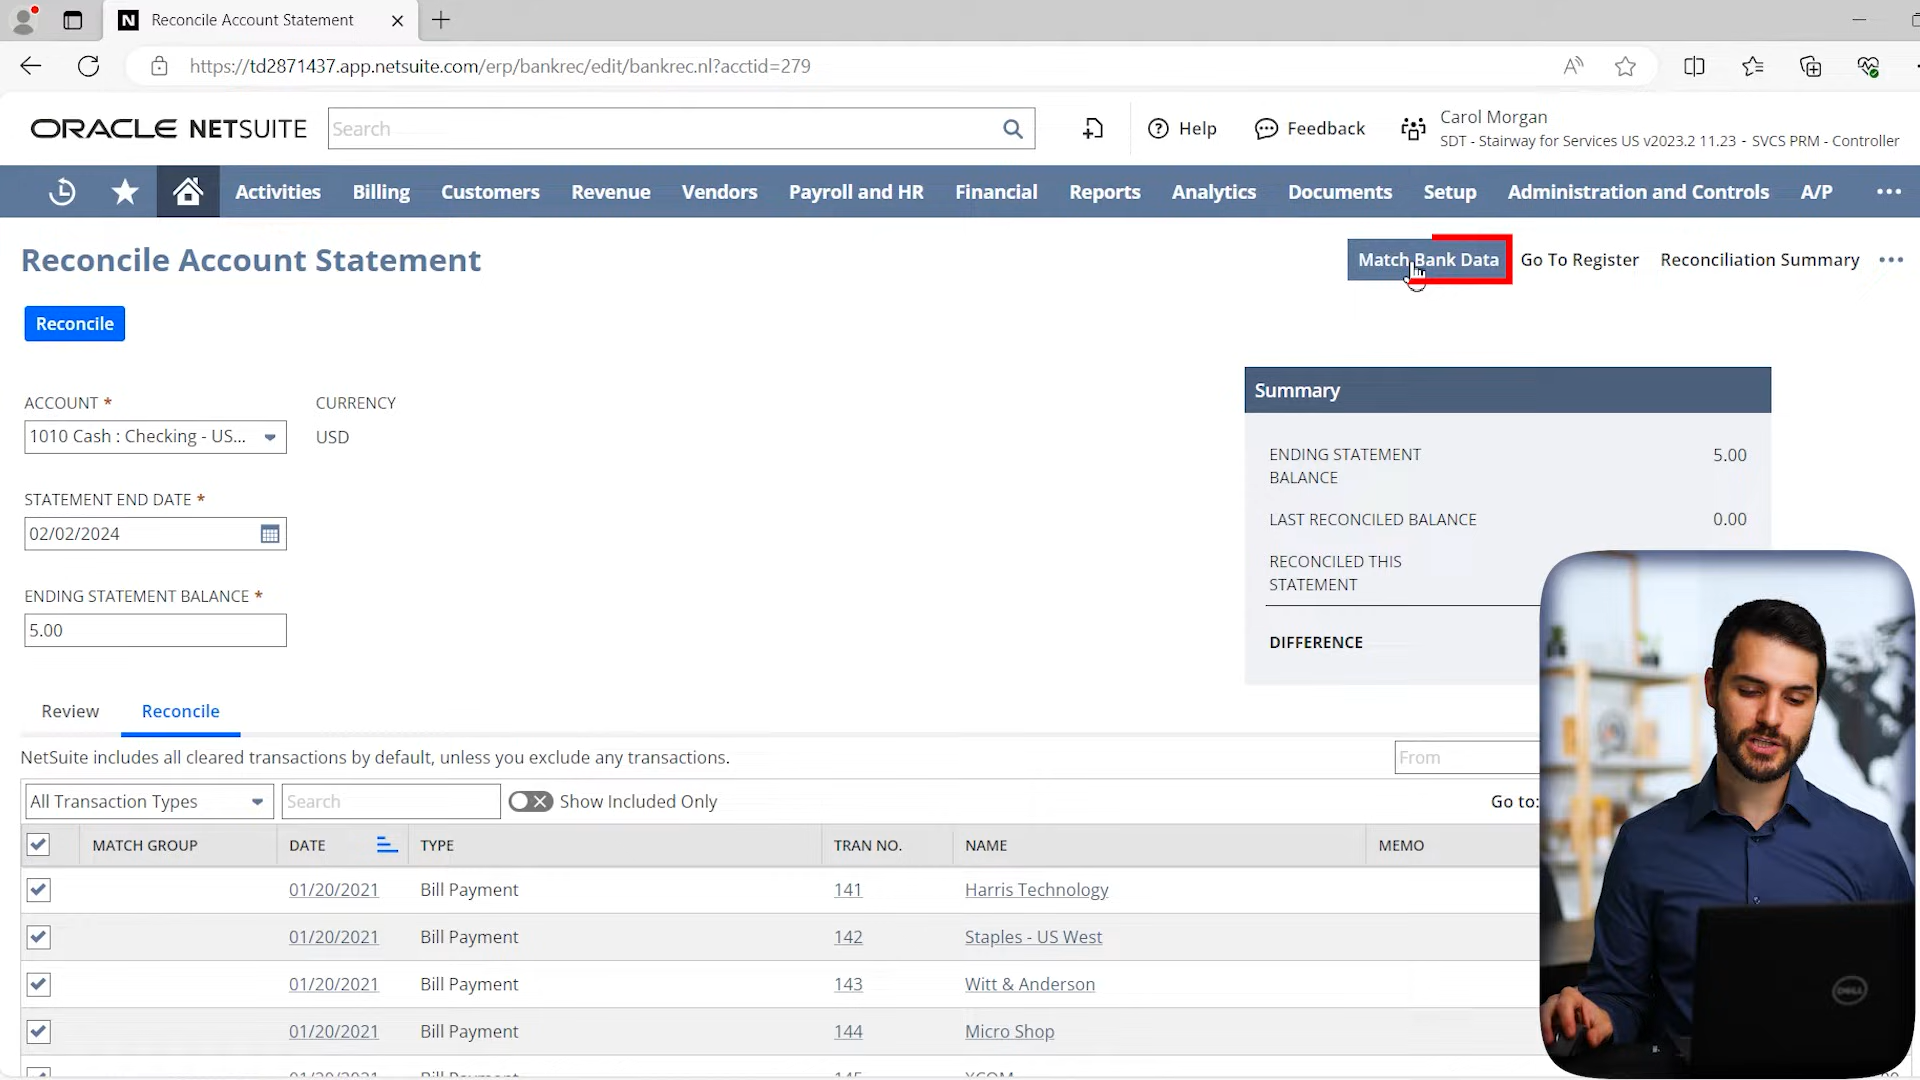 Reconcile Account Statement
https://td2871437.app.netsuite.com/erp/bankrec/edit/bankrec.nl?acctid=279
ORACLE NETSUITE
Search
Help
Feedback
Carol Morgan
SDT - Stairway for Services US v2023.2 11.23 - SVCS PRM - Controller
Activities Billing Customers Revenue Vendors Payroll and HR Financial Reports Analytics Documents Setup Administration and Controls A/P
Reconcile Account Statement
Match Bank Data Go To Register Reconciliation Summary
Reconcile
ACCOUNT * CURRENCY
1010 Cash : Checking - US... USD
STATEMENT END DATE *
02/02/2024
ENDING STATEMENT BALANCE *
5.00
Summary
ENDING STATEMENT 5.00
BALANCE
LAST RECONCILED BALANCE 0.00
RECONCILED THIS
STATEMENT
DIFFERENCE
Review Reconcile
NetSuite includes all cleared transactions by default, unless you exclude any transactions. From
All Transaction Types Search Show Included Only Go to:
MATCH GROUP DATE TYPE TRAN NO. NAME MEMO
01/20/2021 Bill Payment 141 Harris Technology
01/20/2021 Bill Payment 142 Staples - US West
01/20/2021 Bill Payment 143 Witt & Anderson
01/20/2021 Bill Payment 144 Micro Shop
DELL